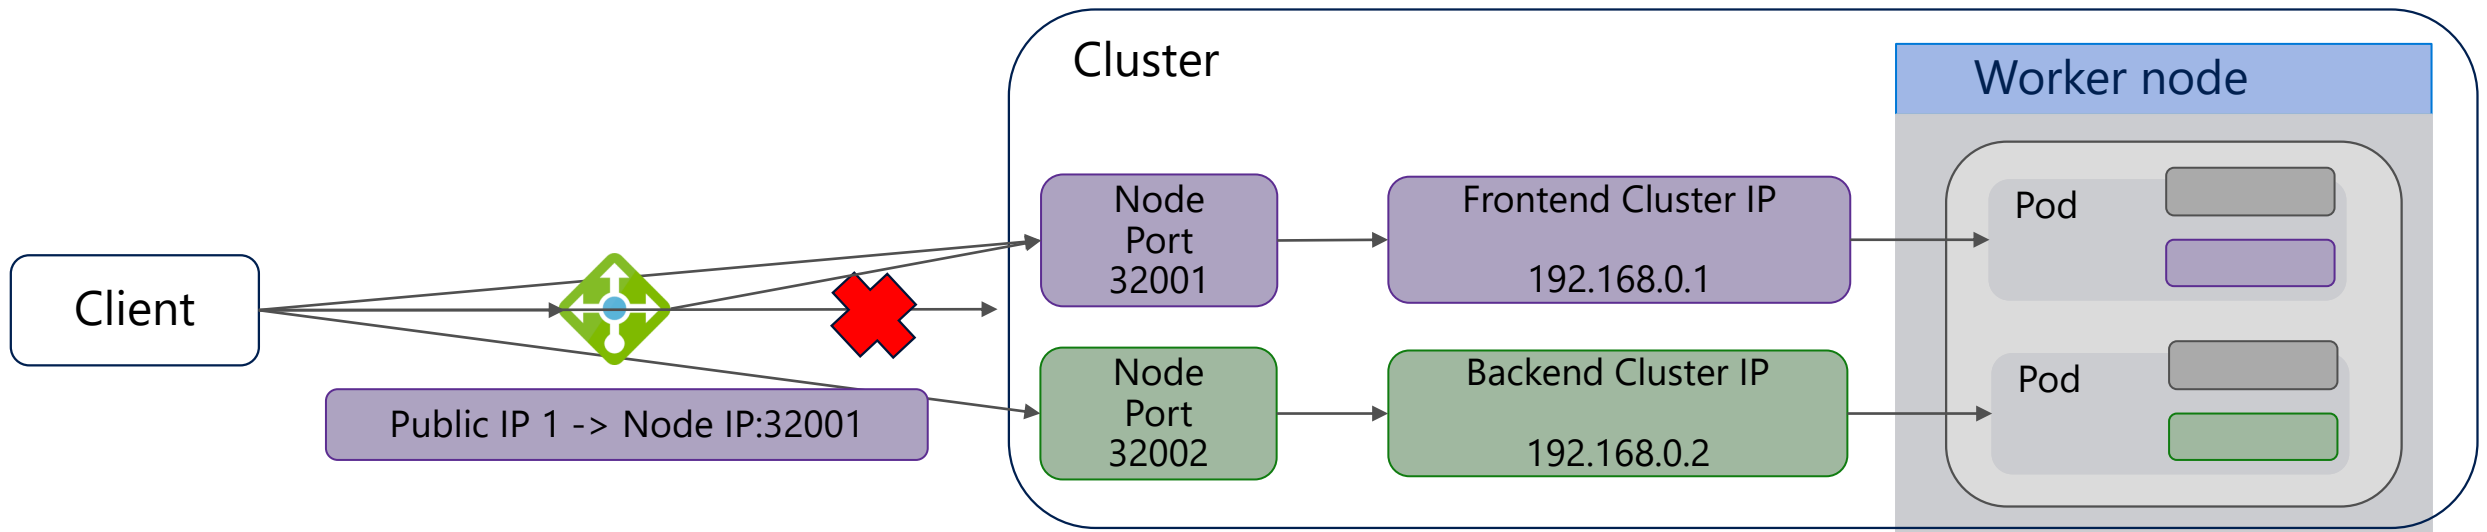 Cluster
Worker node
Client
Node
Port
32001
Frontend Cluster IP
192.168.0.1
Pod
Public IP 1 -> Node IP:32001
Node
Port
32002
Backend Cluster IP
192.168.0.2
Pod